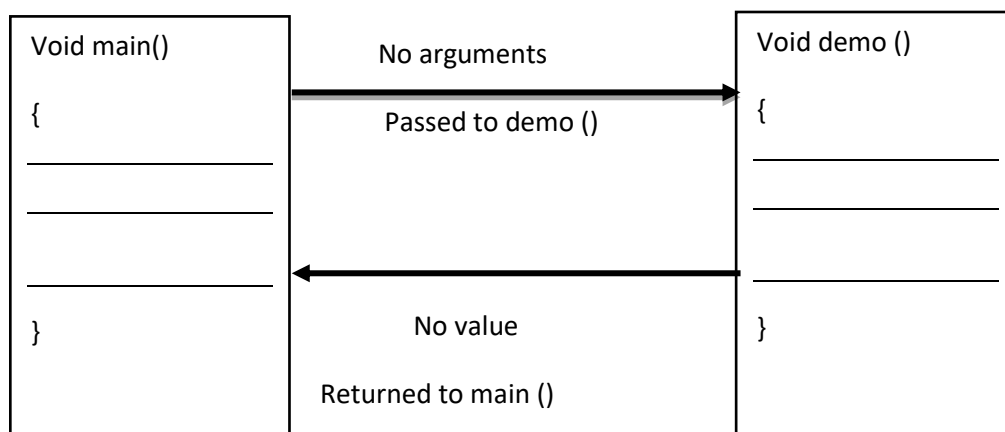 Void main()
{
}
No arguments
Passed to demo ()
No value
Returned to main ()
Void demo ()
{
}